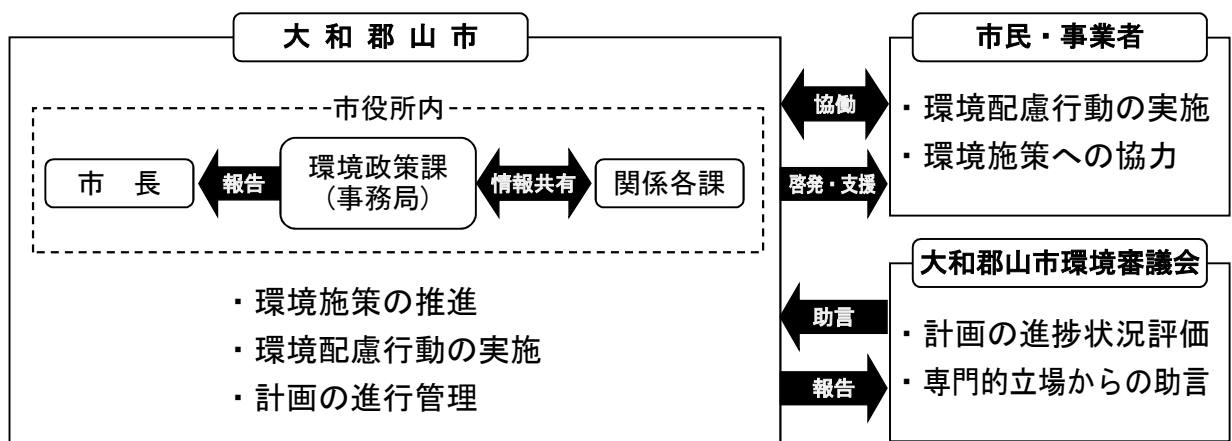 大和郡山市
市役所内
市長
報告
環境政策課
(事務局)
情報共有
関係各課
・環境施策の推進
・環境配慮行動の実施
・計画の進行管理
協働
啓発・支援
市民・事業者
・環境配慮行動の実施
・環境施策への協力
助言
報告
大和郡山市環境審議会
・計画の進捗状況評価
・専門的立場からの助言